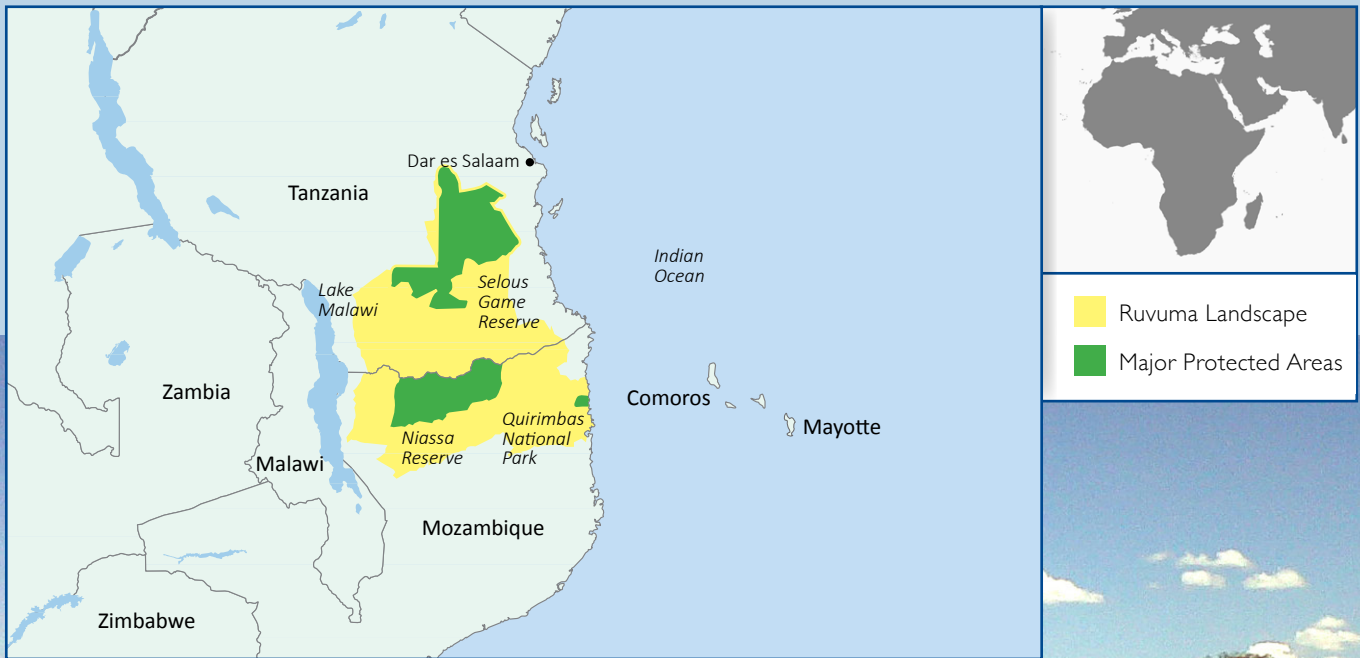 Dar es Salaam
Tanzania
Indian
Ocean
Lake
Malawi
Selous
Game
Reserve
Zambia
Comoros
Mayotte
Quirimbas
National
Park
Niassa
Reserve
Malawi
Mozambique
Zimbabwe
Ruvuma Landscape
Major Protected Areas